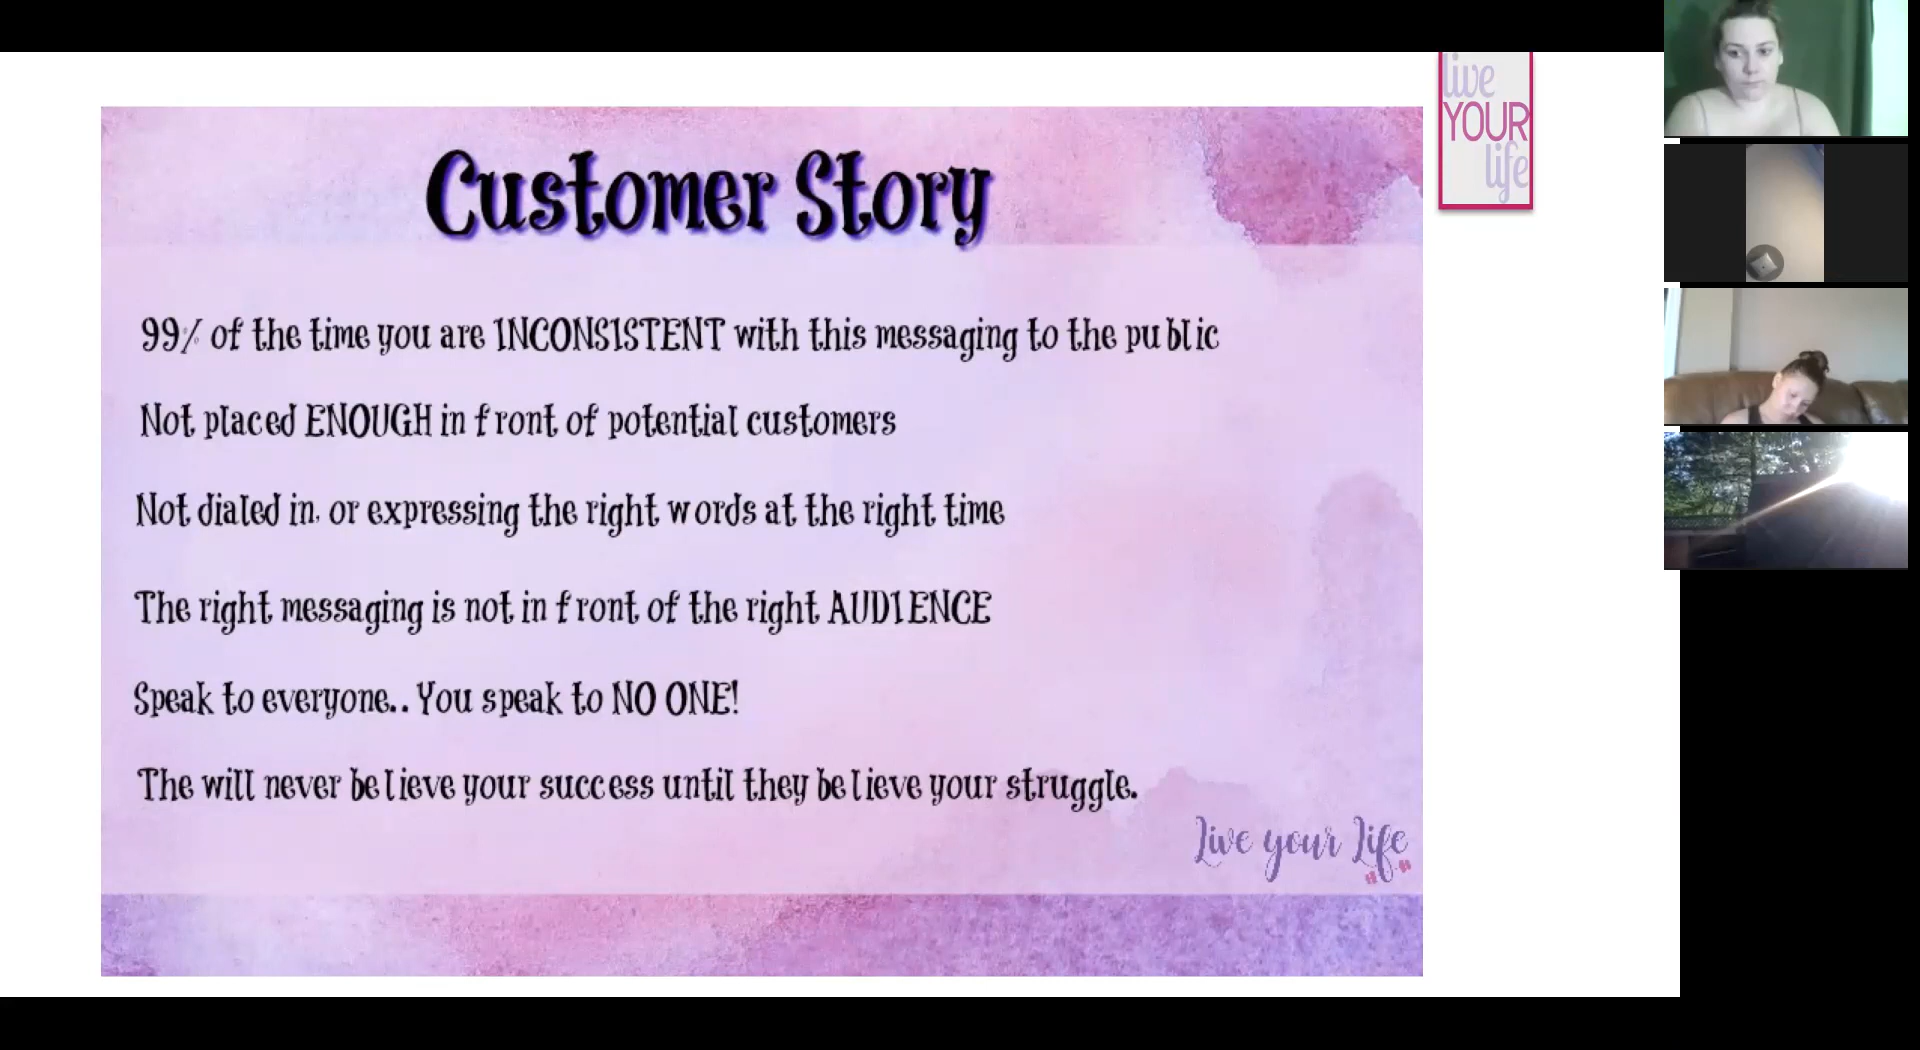 Customer Story
live
YOUR
life
99% of the time you are INCONSISTENT with this messaging to the public
Not placed ENOUGH in front of potential customers
Not dialed in, or expressing the right words at the right time
The right messaging is not in front of the right AUDIENCE
Speak to everyone.. You speak to NO ONE!
The will never believe your success until they believe your struggle.
Live your Life